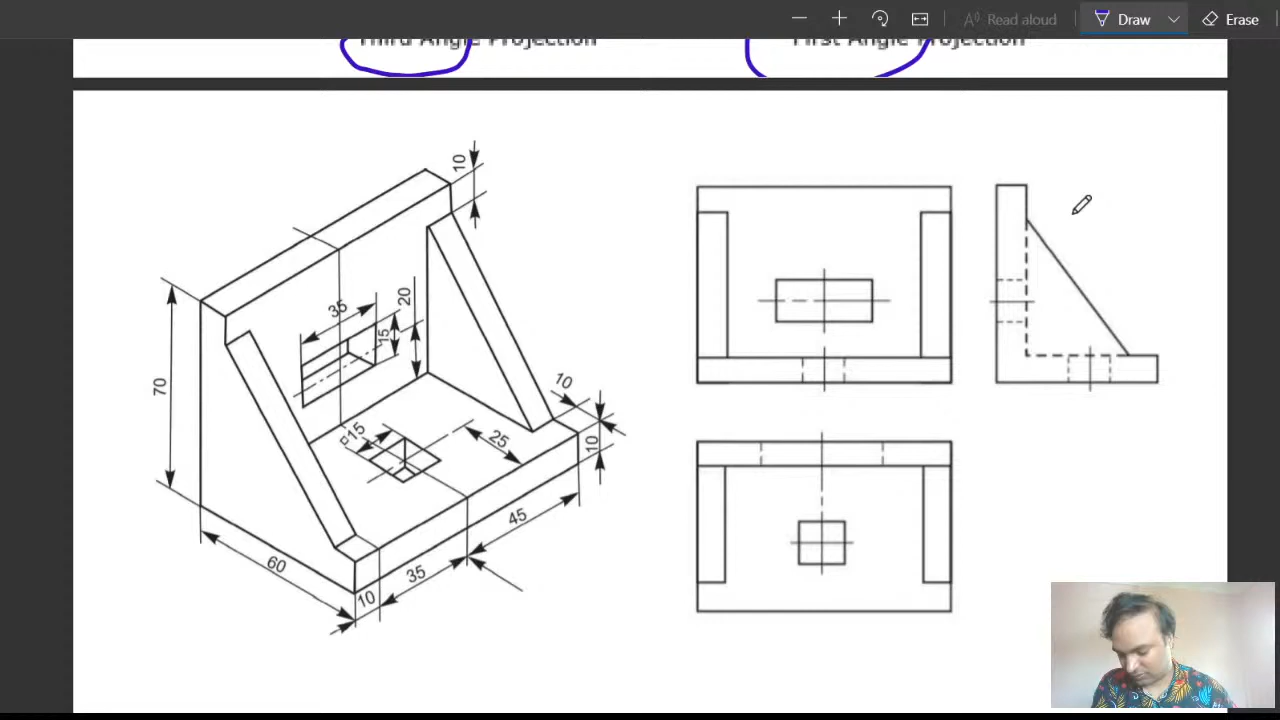 Read aloud
Draw
Erase
Third Angle Projection
First Angle Projection
10
35
20
15
70
10
10
□15
25
45
60
35
10